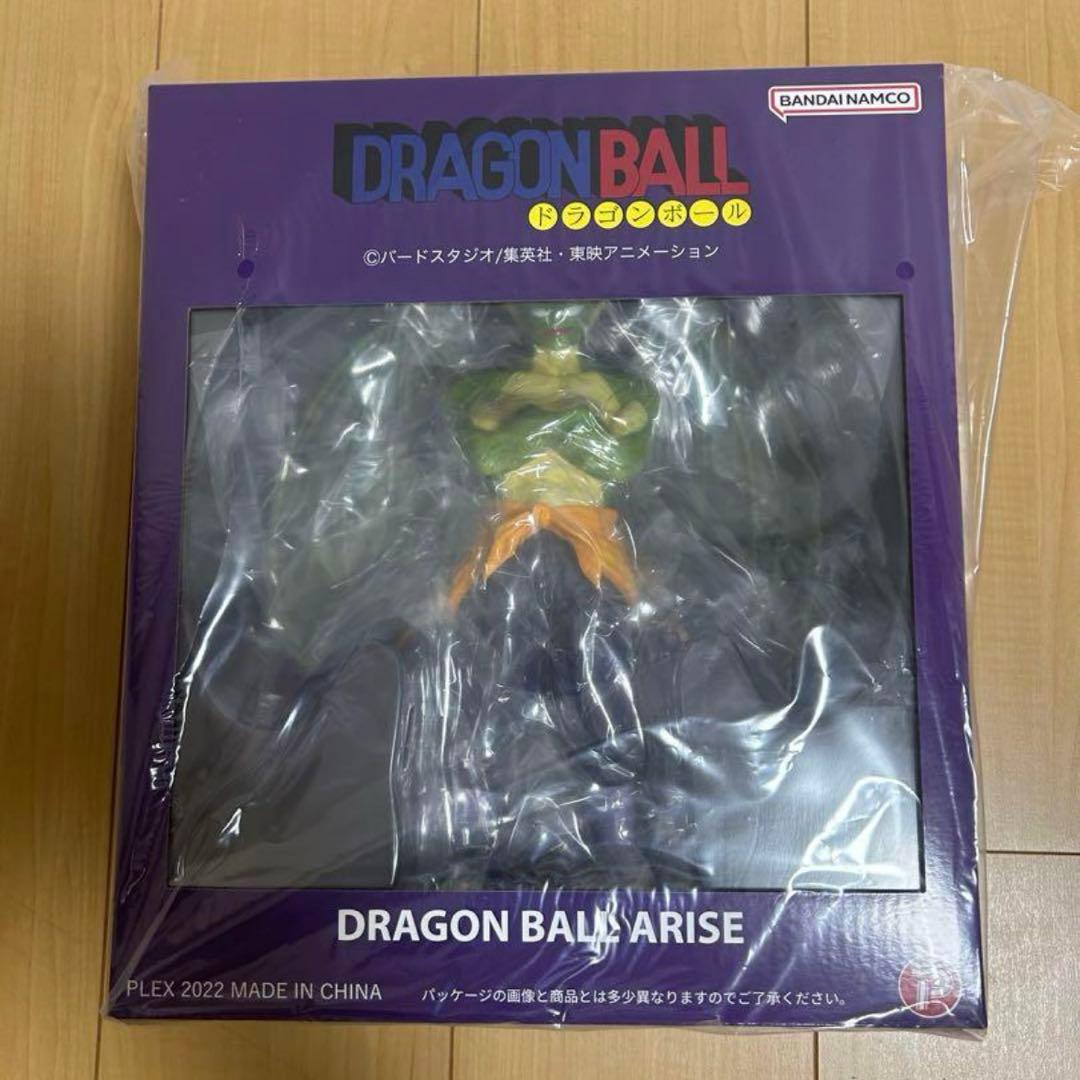 BANDAI NAMCO
DRAGON BALL
ドラゴンボール
©バードスタジオ/集英社・東映アニメーション
DRAGON BALL ARISE
PLEX 2022 MADE IN CHINA
パッケージの画像と商品とは多少異なりますのでご了承ください。